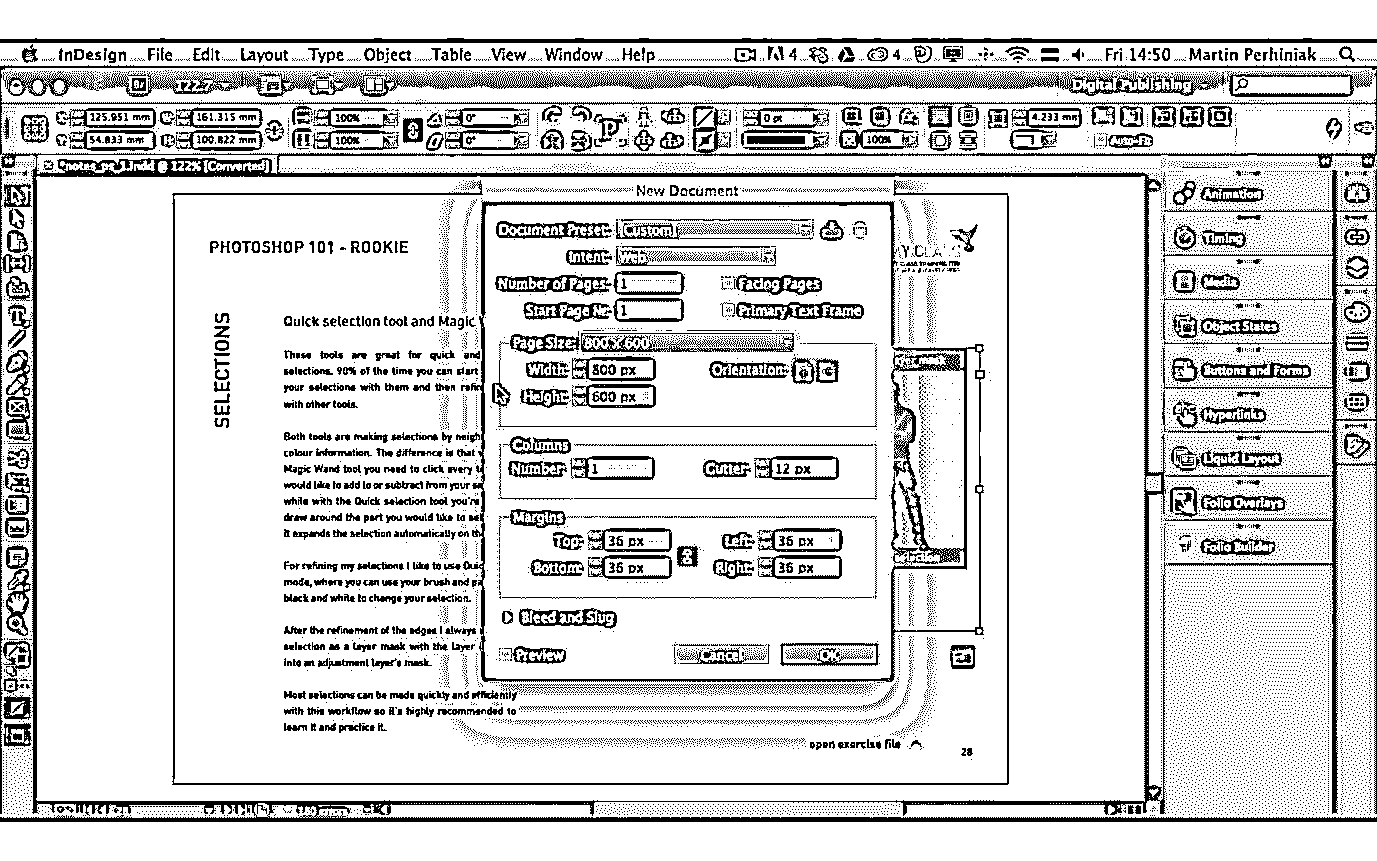 InDesign File Edit Layout Type Object Table View Window Help 4 4 Fri 14:50 Martin Perhiniak
122.7 Digital Publishing
125.951 mm 161.315 mm 100% 0° 0 pt 4.233 mm
54.833 mm 100.822 mm 100% 0° P 100% Auto-Fit
@ 122% [Converted]
New Document
Document Preset: [Custom]
Intent: Web
Number of Pages: 1 Facing Pages
Start Page №: 1 Primary Text Frame
Page Size: 800 x 600
Width: 800 px Orientation:
Height: 600 px
Columns
Number: 1 Gutter: 12 px
Margins
Top: 36 px Left: 36 px
Bottom: 36 px Right: 36 px
Bleed and Slug
Preview Cancel OK
PHOTOSHOP 101 - ROOKIE
SELECTIONS
Quick selection tool and Magic
These tools are great for quick and
selections. 90% of the time you can start
your selections with them and then
with other tools.
Both tools are making selections by
colour information. The difference is that
Magic Wand tool you need to click every
would like to add to or subtract from your
while with the Quick selection tool you're
draw around the part you would like to
it expands the selection automatically on
For refining my selections I like to use
mode, where you can use your brush and
black and white to change your selection.
After the refinement of the edges I always
selection as a layer mask with the layer
into an adjustment layer's mask.
Most selections can be made quickly and efficiently
with this workflow so it's highly recommended to
learn it and practice it.
open exercise file
28
Animation
Timing
Media
Object States
Buttons and Forms
Hyperlinks
Liquid Layout
Folio Overlays
Folio Builder